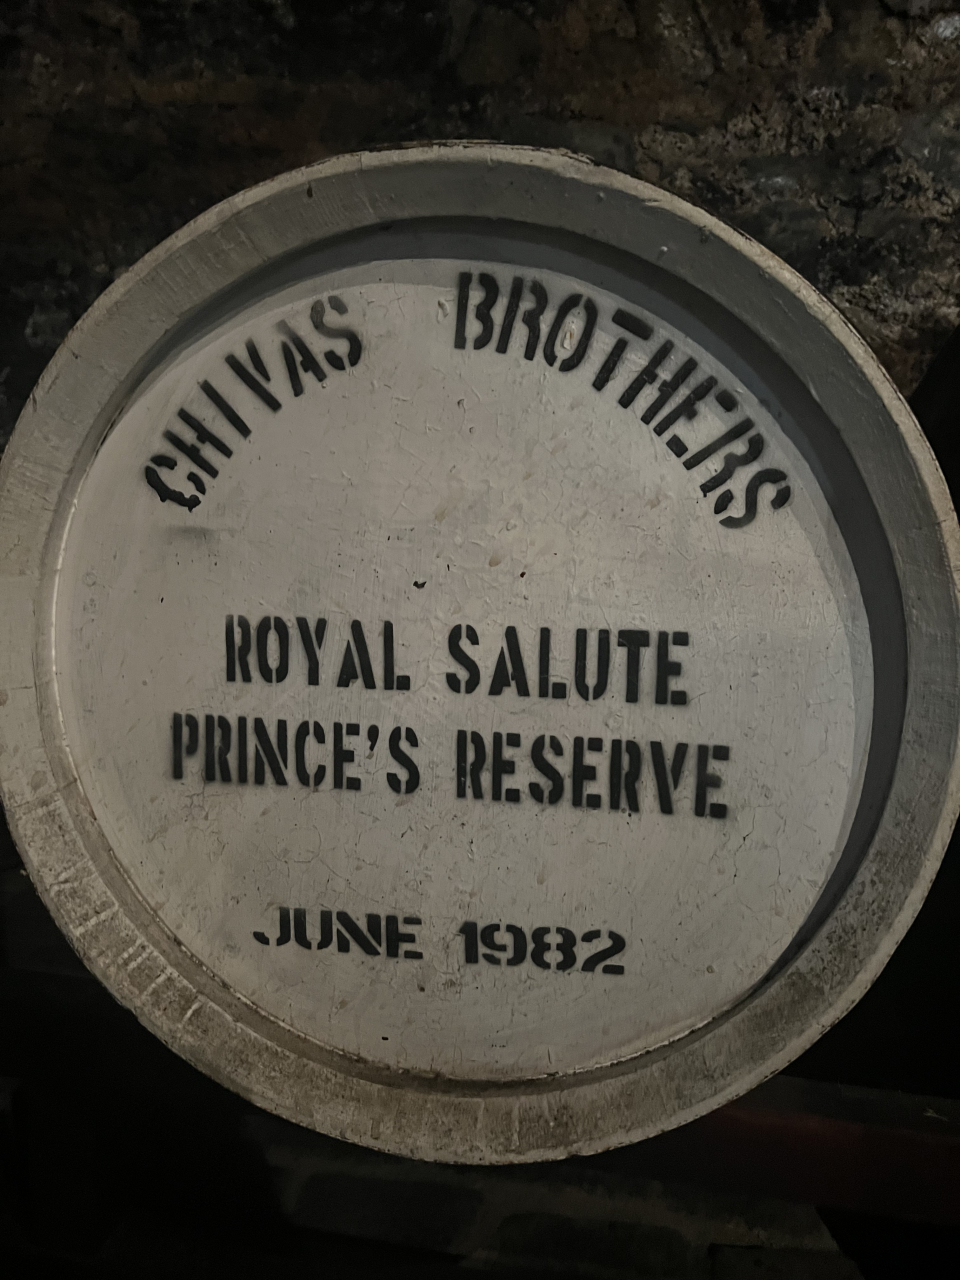 CHIVAS BROTHERS
ROYAL SALUTE
PRINCE'S RESERVE
JUNE 1982